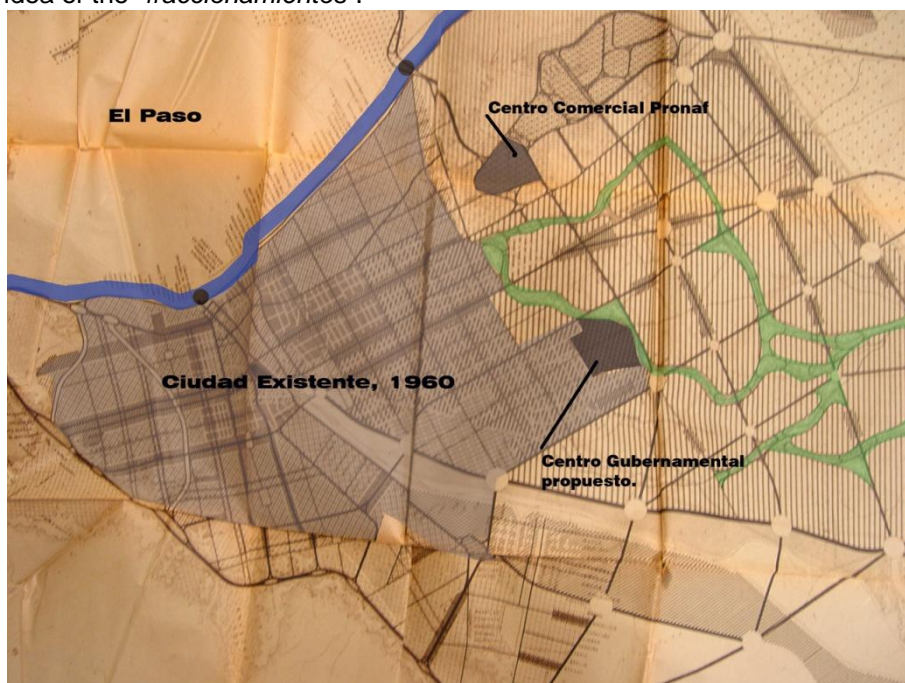 idea of the "fraccionamientos".
El Paso
Centro Comercial Pronaf
Ciudad Existente, 1960
Centro Gubernamental
propuesto.